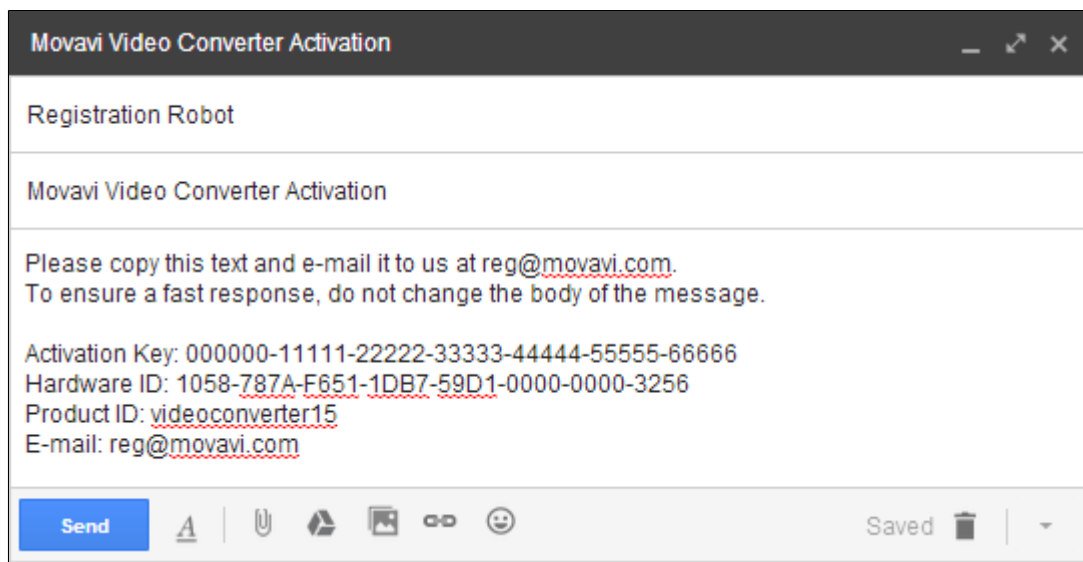 Movavi Video Converter Activation
Registration Robot
Movavi Video Converter Activation
Please copy this text and e-mail it to us at reg@movavi.com.
To ensure a fast response, do not change the body of the message.
Activation Key: 000000-11111-22222-33333-44444-55555-66666
Hardware ID: 1058-787A-F651-1DB7-59D1-0000-0000-3256
Product ID: videoconverter15
E-mail: reg@movavi.com
Send A Saved